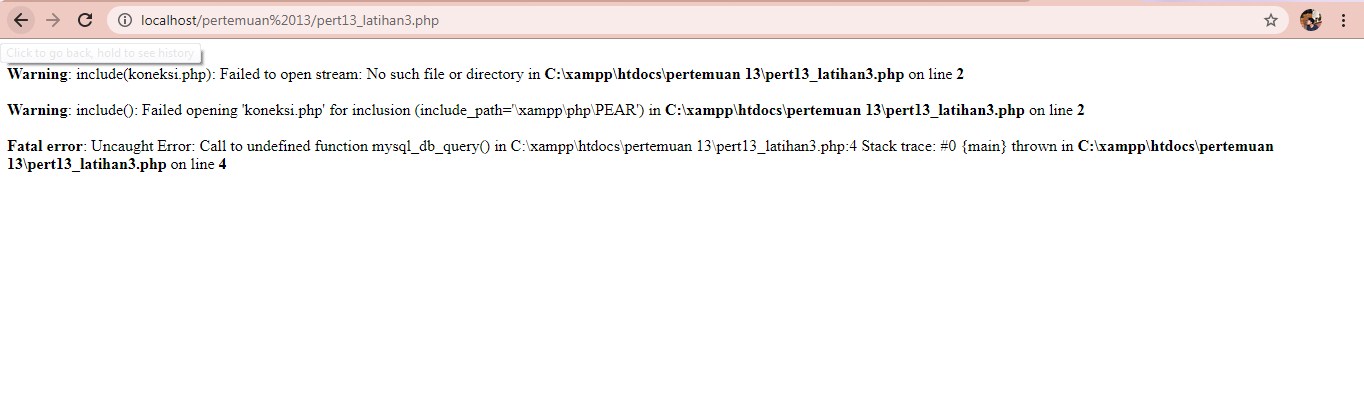 localhost/pertemuan%2013/pert13_latihan3.php
Click to go back, hold to see history
Warning: include(koneksi.php): Failed to open stream: No such file or directory in C:\xampp\htdocs\pertemuan 13\pert13_latihan3.php on line 2
Warning: include(): Failed opening 'koneksi.php' for inclusion (include_path='\xampp\php\PEAR') in C:\xampp\htdocs\pertemuan 13\pert13_latihan3.php on line 2
Fatal error: Uncaught Error: Call to undefined function mysql_db_query() in C:\xampp\htdocs\pertemuan 13\pert13_latihan3.php:4 Stack trace: #0 {main} thrown in C:\xampp\htdocs\pertemuan
13\pert13_latihan3.php on line 4